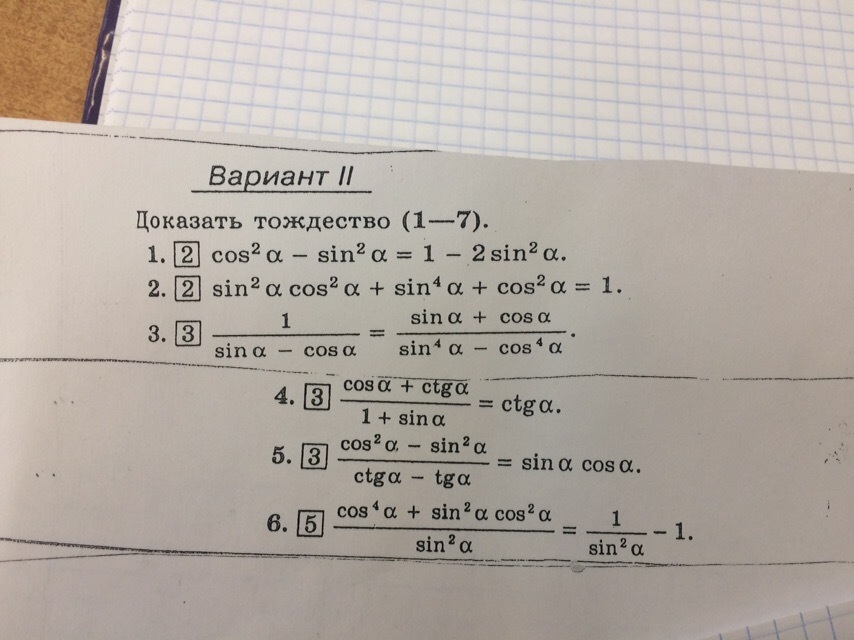 Вариант II
Доказать тождество (1—7).
1. 2 cos² α − sin² α = 1 − 2 sin² α.
2. 2 sin² α cos² α + sin⁴ α + cos² α = 1.
3. 3 1 / (sin α − cos α) = (sin α + cos α) / (sin⁴ α − cos⁴ α).
4. 3 (cos α + ctg α) / (1 + sin α) = ctg α.
5. 3 (cos² α − sin² α) / (ctg α − tg α) = sin α cos α.
6. 5 (cos⁴ α + sin² α cos² α) / (sin² α) = 1 / (sin² α) − 1.